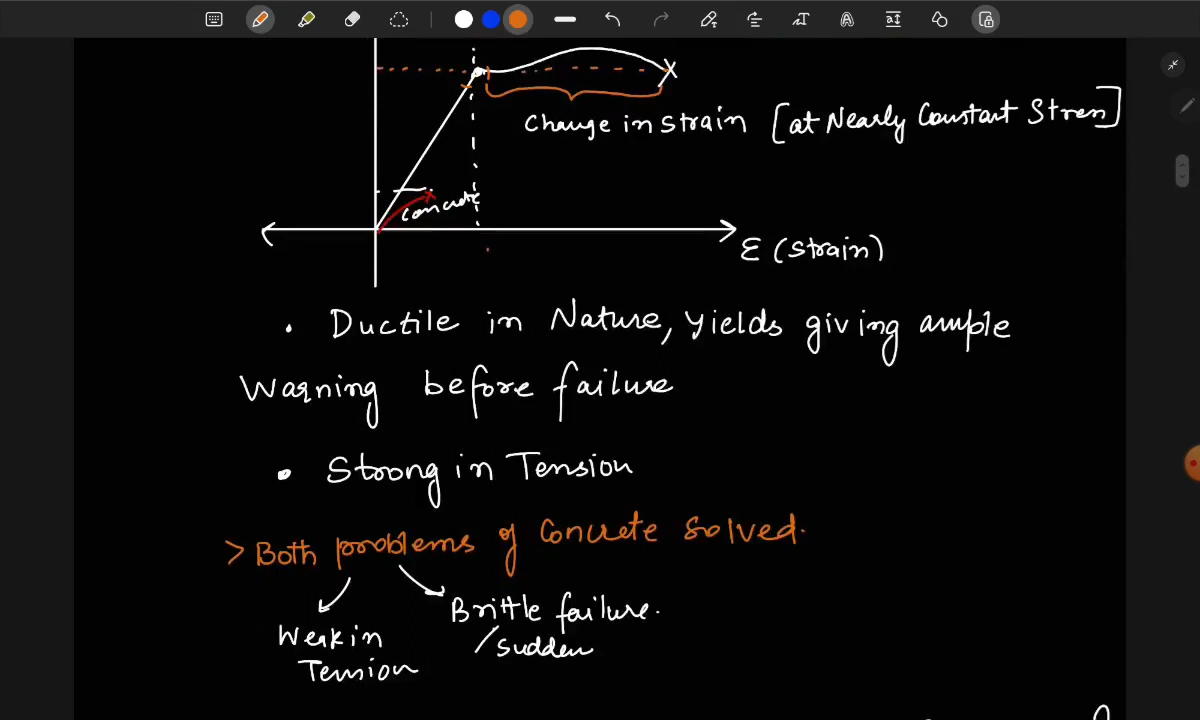 Change in strain [at Nearly Constant Stress]
Concrete
ε (strain)
• Ductile in Nature, yields giving ample
Warning before failure
• Strong in Tension
> Both problems of Concrete solved.
Brittle failure.
/sudden
Weak in
Tension